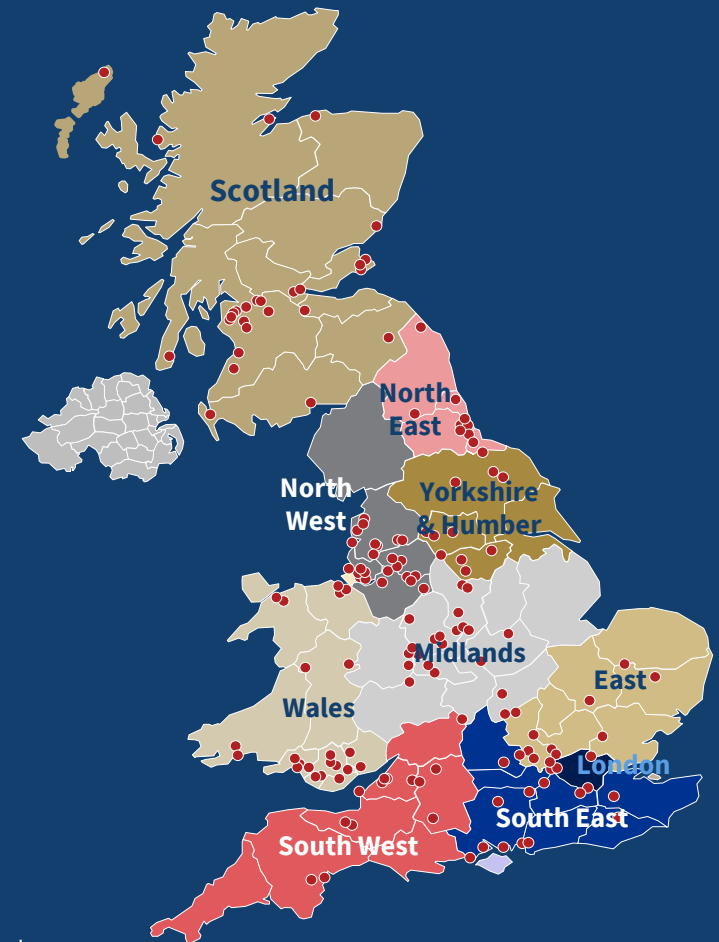 Scotland
North
East
North
West
Yorkshire
& Humber
Midlands
East
Wales
London
South East
South West